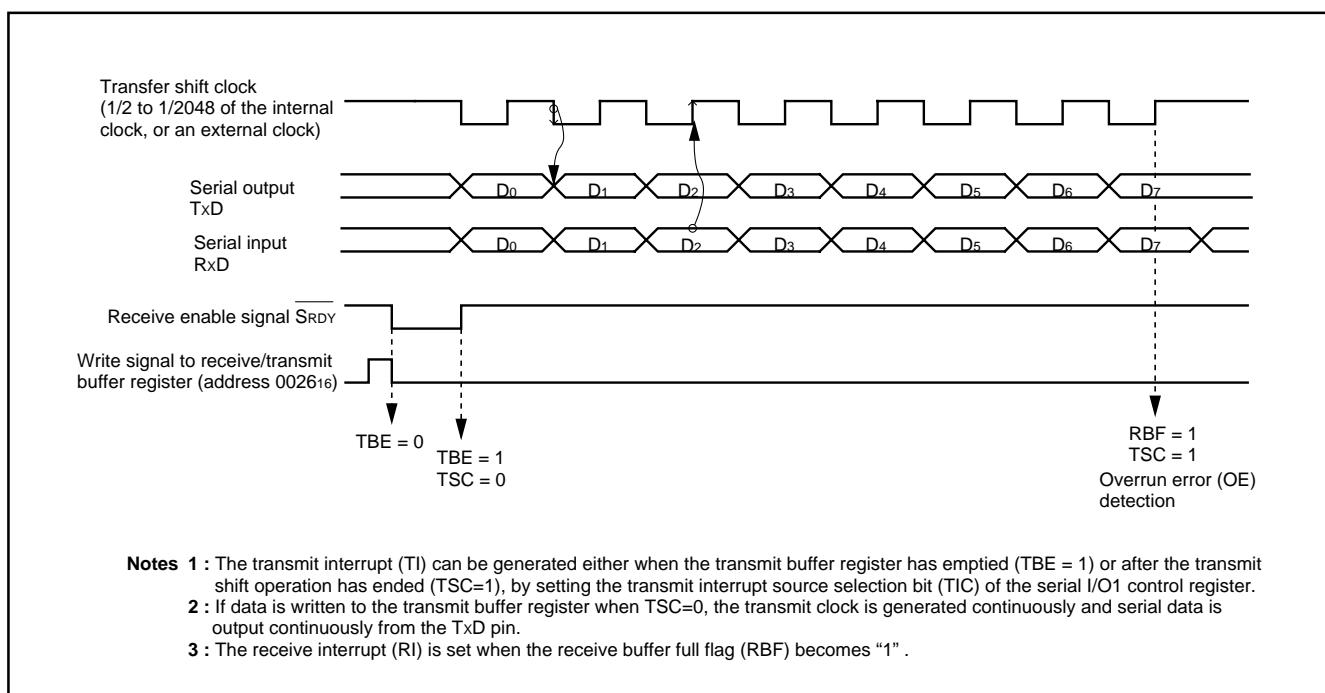 Transfer shift clock
(1/2 to 1/2048 of the internal
clock, or an external clock)
Serial output
TxD
D0 D1 D2 D3 D4 D5 D6 D7
Serial input
RxD
D0 D1 D2 D3 D4 D5 D6 D7
Receive enable signal S̅R̅D̅Y̅
Write signal to receive/transmit
buffer register (address 002616)
TBE = 0
TBE = 1
TSC = 0
RBF = 1
TSC = 1
Overrun error (OE)
detection
Notes 1 : The transmit interrupt (TI) can be generated either when the transmit buffer register has emptied (TBE = 1) or after the transmit
shift operation has ended (TSC=1), by setting the transmit interrupt source selection bit (TIC) of the serial I/O1 control register.
2 : If data is written to the transmit buffer register when TSC=0, the transmit clock is generated continuously and serial data is
output continuously from the TxD pin.
3 : The receive interrupt (RI) is set when the receive buffer full flag (RBF) becomes “1” .